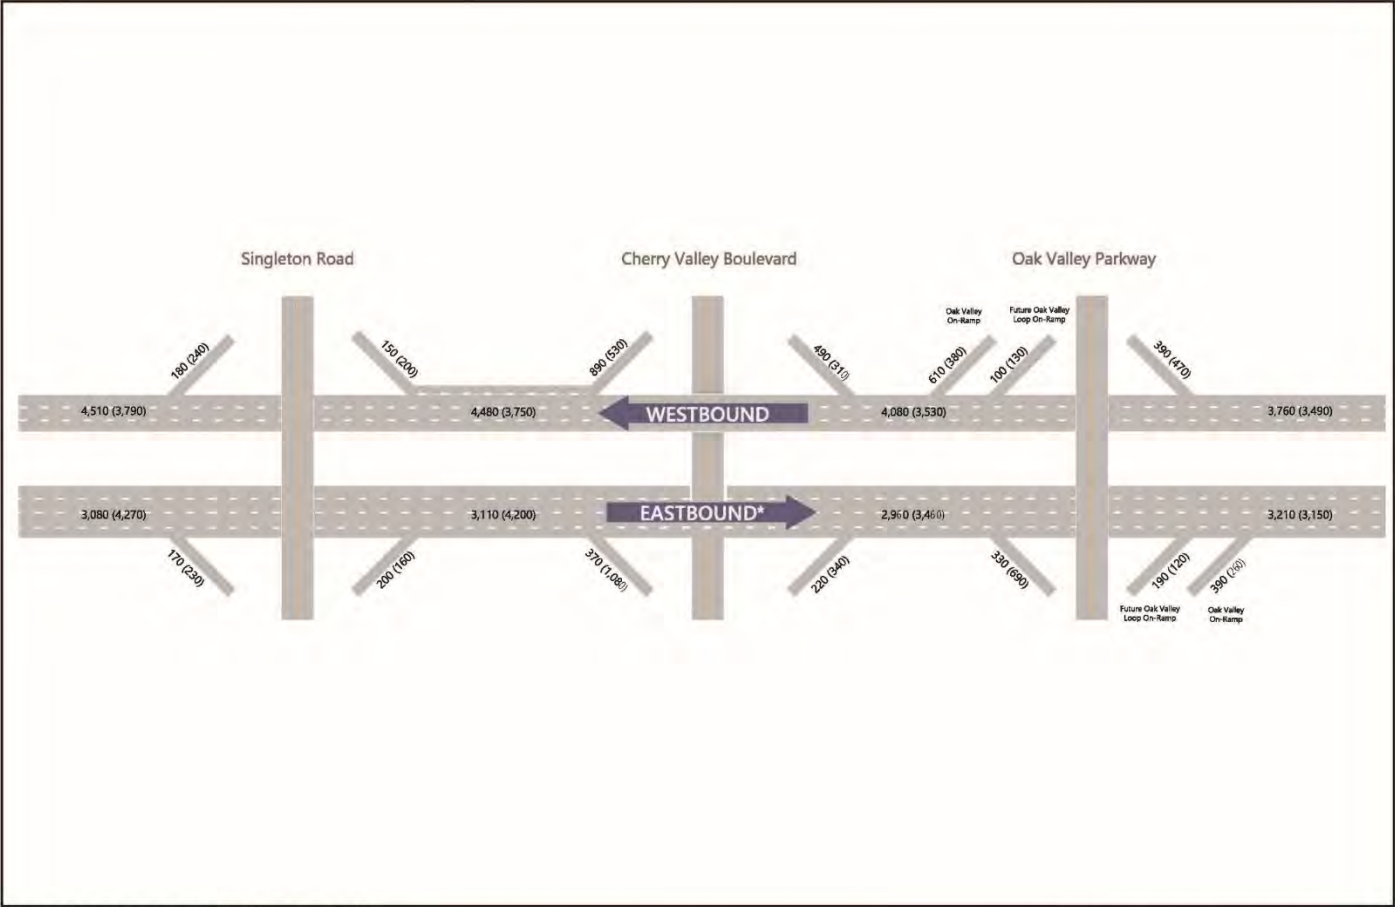 Singleton Road
Cherry Valley Boulevard
Oak Valley Parkway
Oak Valley
On-Ramp
Future Oak Valley
Loop On-Ramp
180 (240)
150 (200)
890 (530)
490 (310)
610 (380)
100 (130)
390 (470)
4,510 (3,790)
4,480 (3,750)
WESTBOUND
4,080 (3,530)
3,760 (3,490)
3,080 (4,270)
3,110 (4,200)
EASTBOUND*
2,960 (3,460)
3,210 (3,150)
170 (230)
200 (160)
370 (1,080)
220 (340)
330 (690)
190 (120)
390 (260)
Future Oak Valley
Loop On-Ramp
Oak Valley
On-Ramp